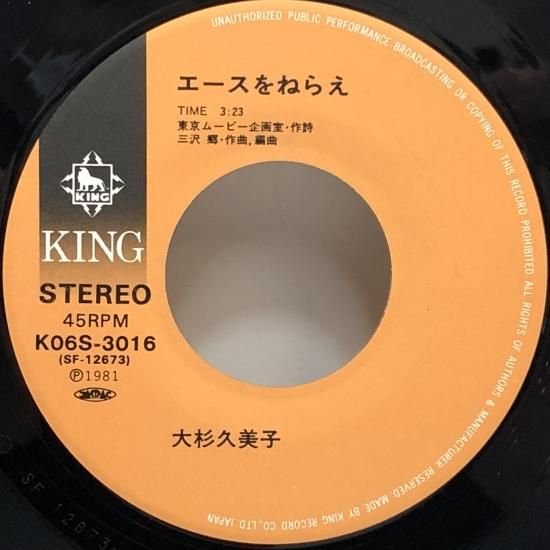 UNAUTHORIZED PUBLIC PERFORMANCE BROADCASTING OR COPYING OF THIS RECORD PROHIBITED. ALL RIGHTS OF AUTHORS & MANUFACTURER RESERVED. MADE BY KING RECORD CO., LTD. JAPAN
エースをねらえ
TIME 3:23
東京ムービー企画室・作詩
三沢 郷・作曲,編曲
KING
KING
STEREO
45RPM
K06S-3016
(SF-12673)
Ⓟ1981
JASRAC
大杉久美子
SF 12673